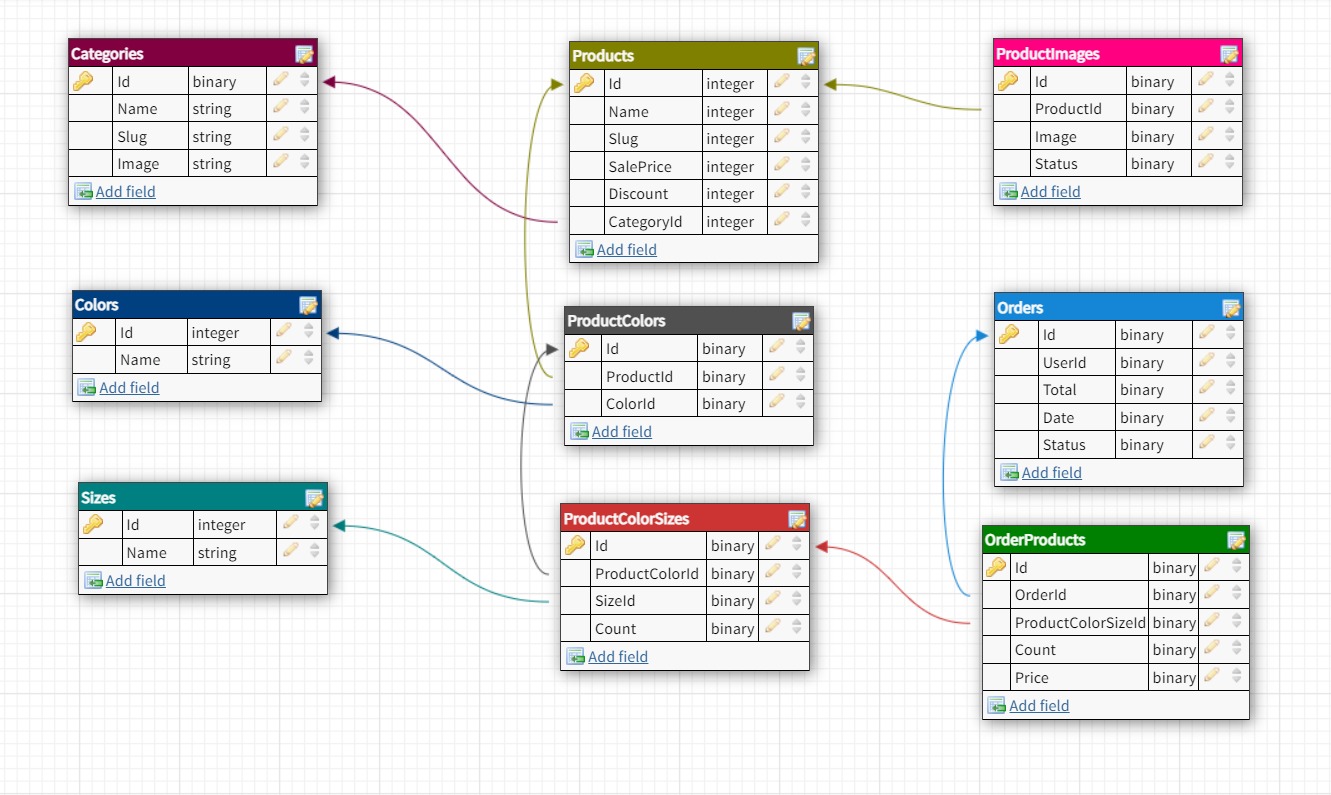 Categories
Id binary
Name string
Slug string
Image string
Add field
Products
Id integer
Name integer
Slug integer
SalePrice integer
Discount integer
CategoryId integer
Add field
ProductImages
Id binary
ProductId binary
Image binary
Status binary
Add field
Colors
Id integer
Name string
Add field
ProductColors
Id binary
ProductId binary
ColorId binary
Add field
Orders
Id binary
UserId binary
Total binary
Date binary
Status binary
Add field
Sizes
Id integer
Name string
Add field
ProductColorSizes
Id binary
ProductColorId binary
SizeId binary
Count binary
Add field
OrderProducts
Id binary
OrderId binary
ProductColorSizeId binary
Count binary
Price binary
Add field